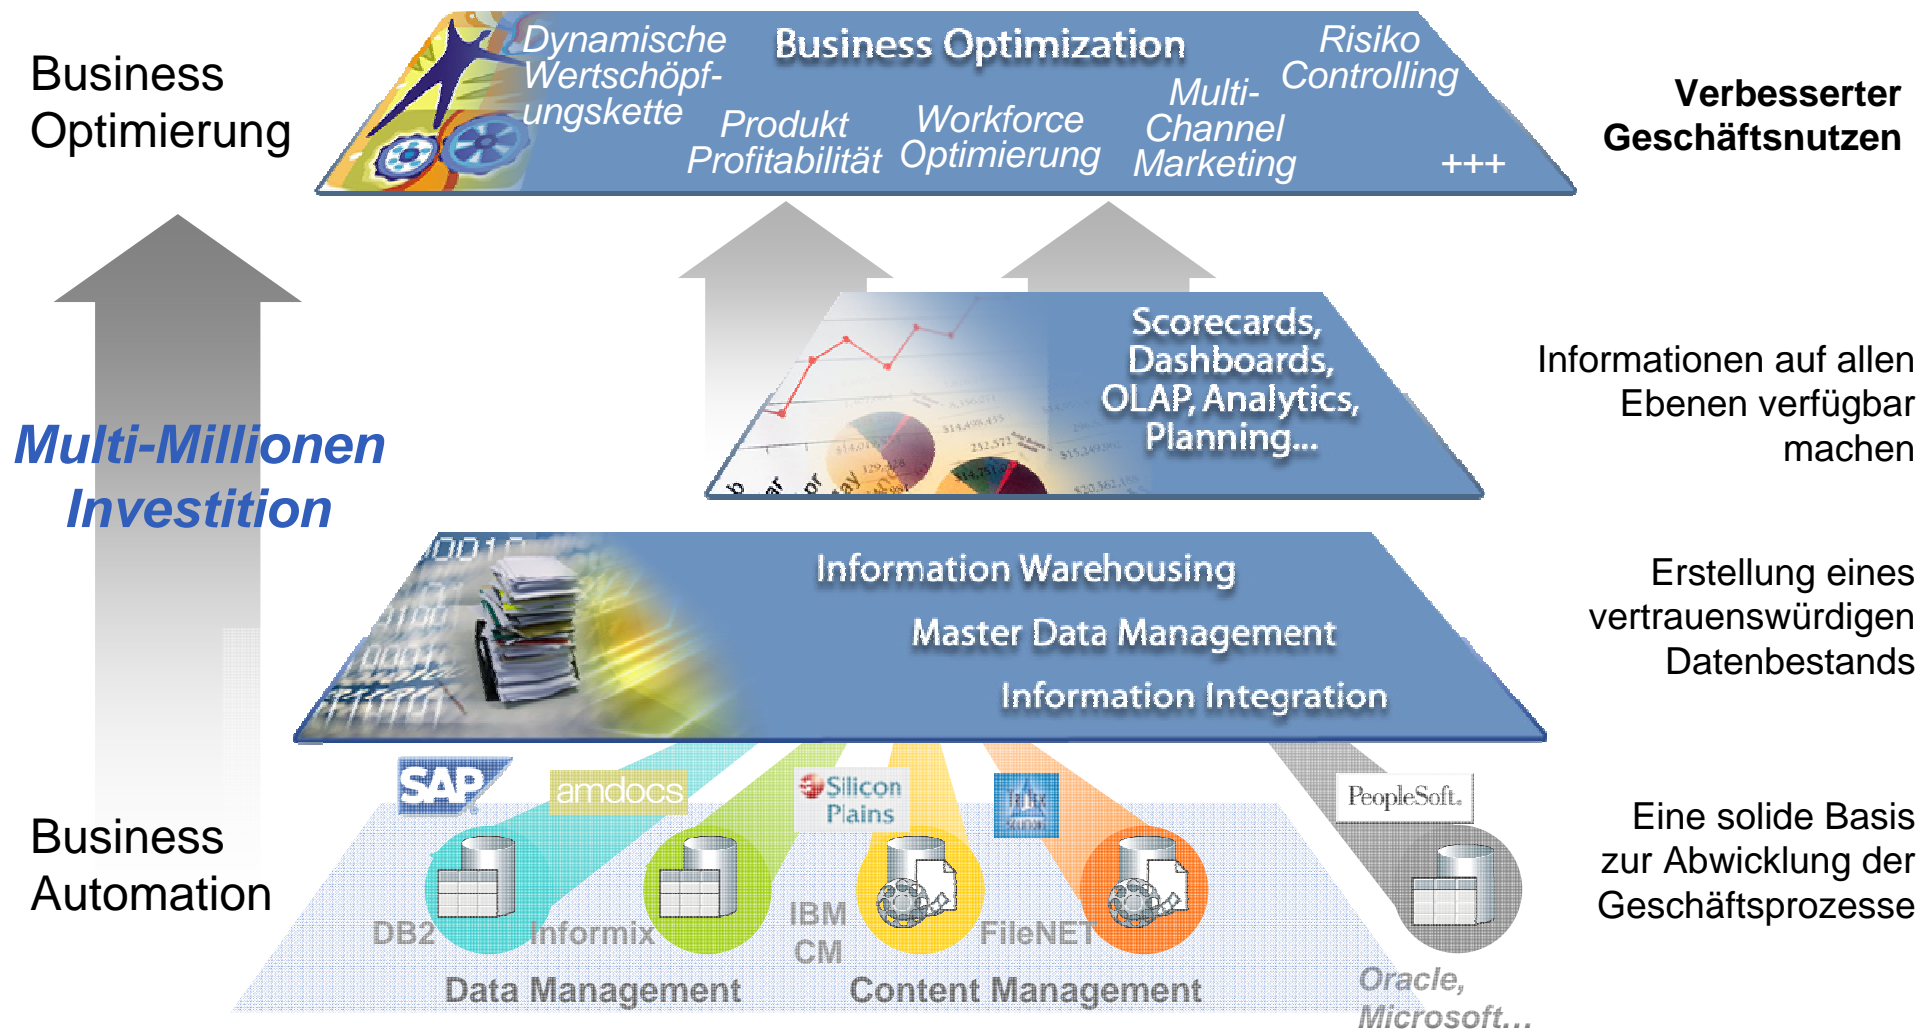 Business
Optimierung
Dynamische
Wertschöpf-
ungskette
Business Optimization
Produkt
Profitabilität
Workforce
Optimierung
Multi-
Channel
Marketing
Risiko
Controlling
+++
Verbesserter
Geschäftsnutzen
Multi-Millionen
Investition
Scorecards,
Dashboards,
OLAP, Analytics,
Planning...
Informationen auf allen
Ebenen verfügbar
machen
Information Warehousing
Master Data Management
Information Integration
Erstellung eines
vertrauenswürdigen
Datenbestands
Business
Automation
SAP
amdocs
Silicon
Plains
PeopleSoft.
DB2
Informix
IBM
CM
FileNET
Data Management
Content Management
Oracle,
Microsoft...
Eine solide Basis
zur Abwicklung der
Geschäftsprozesse